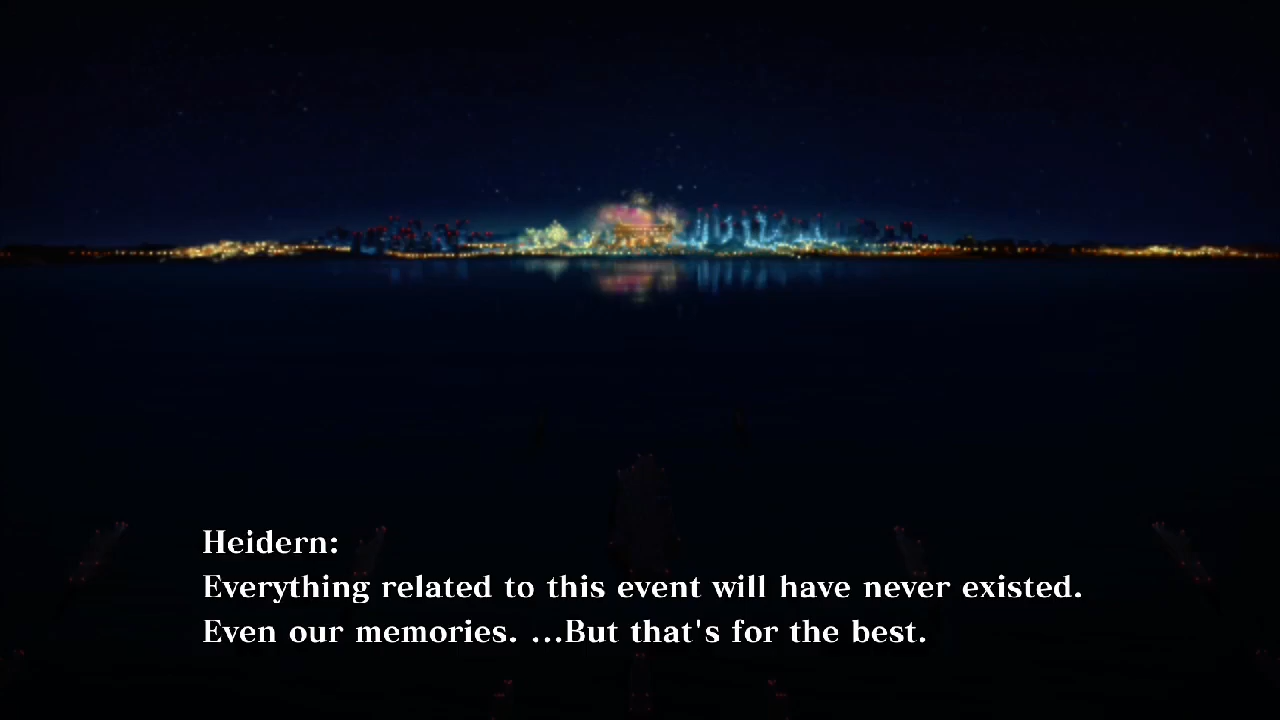 Heidern:
Everything related to this event will have never existed.
Even our memories. ...But that's for the best.